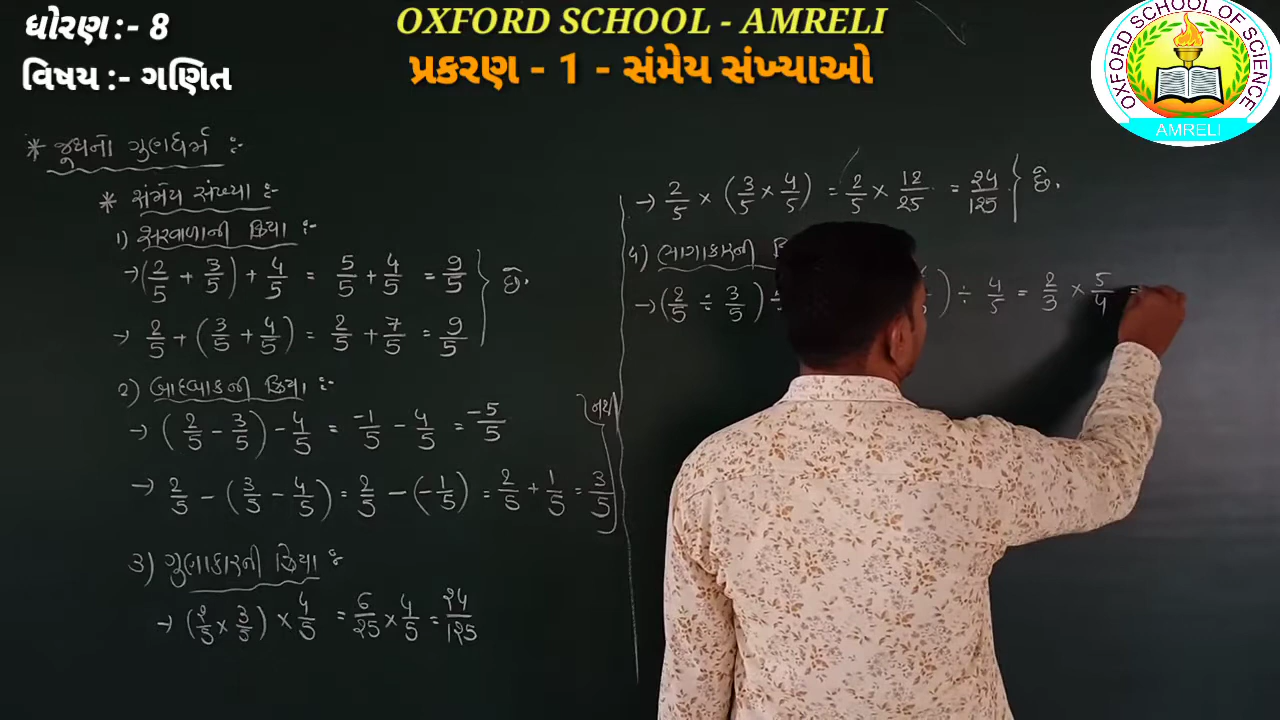 ધોરણ :- 8
વિષય :- ગણિત
OXFORD SCHOOL - AMRELI
પ્રકરણ - 1 - સંમેય સંખ્યાઓ
OXFORD SCHOOL OF SCIENCE
AMRELI
* જૂથનો ગુણધર્મ :-
* સંમેય સંખ્યા :-
1) સરવાળાની ક્રિયા :-
→ (2/5 + 3/5) + 4/5 = 5/5 + 4/5 = 9/5
→ 2/5 + (3/5 + 4/5) = 2/5 + 7/5 = 9/5 } છે.
2) બાદબાકની ક્રિયા :-
→ (2/5 - 3/5) - 4/5 = -1/5 - 4/5 = -5/5
→ 2/5 - (3/5 - 4/5) = 2/5 - (-1/5) = 2/5 + 1/5 = 3/5
૩) ગુણાકારની ક્રિયા :
→ (2/5 × 3/5) × 4/5 = 6/25 × 4/5 = 24/125
→ 2/5 × (3/5 × 4/5) = 2/5 × 12/25 = 24/125 } છે.
૪) ભાગાકારની
→ (2/5 ÷ 3/5) ÷
) ÷ 4/5 = 2/3 × 5/4 =